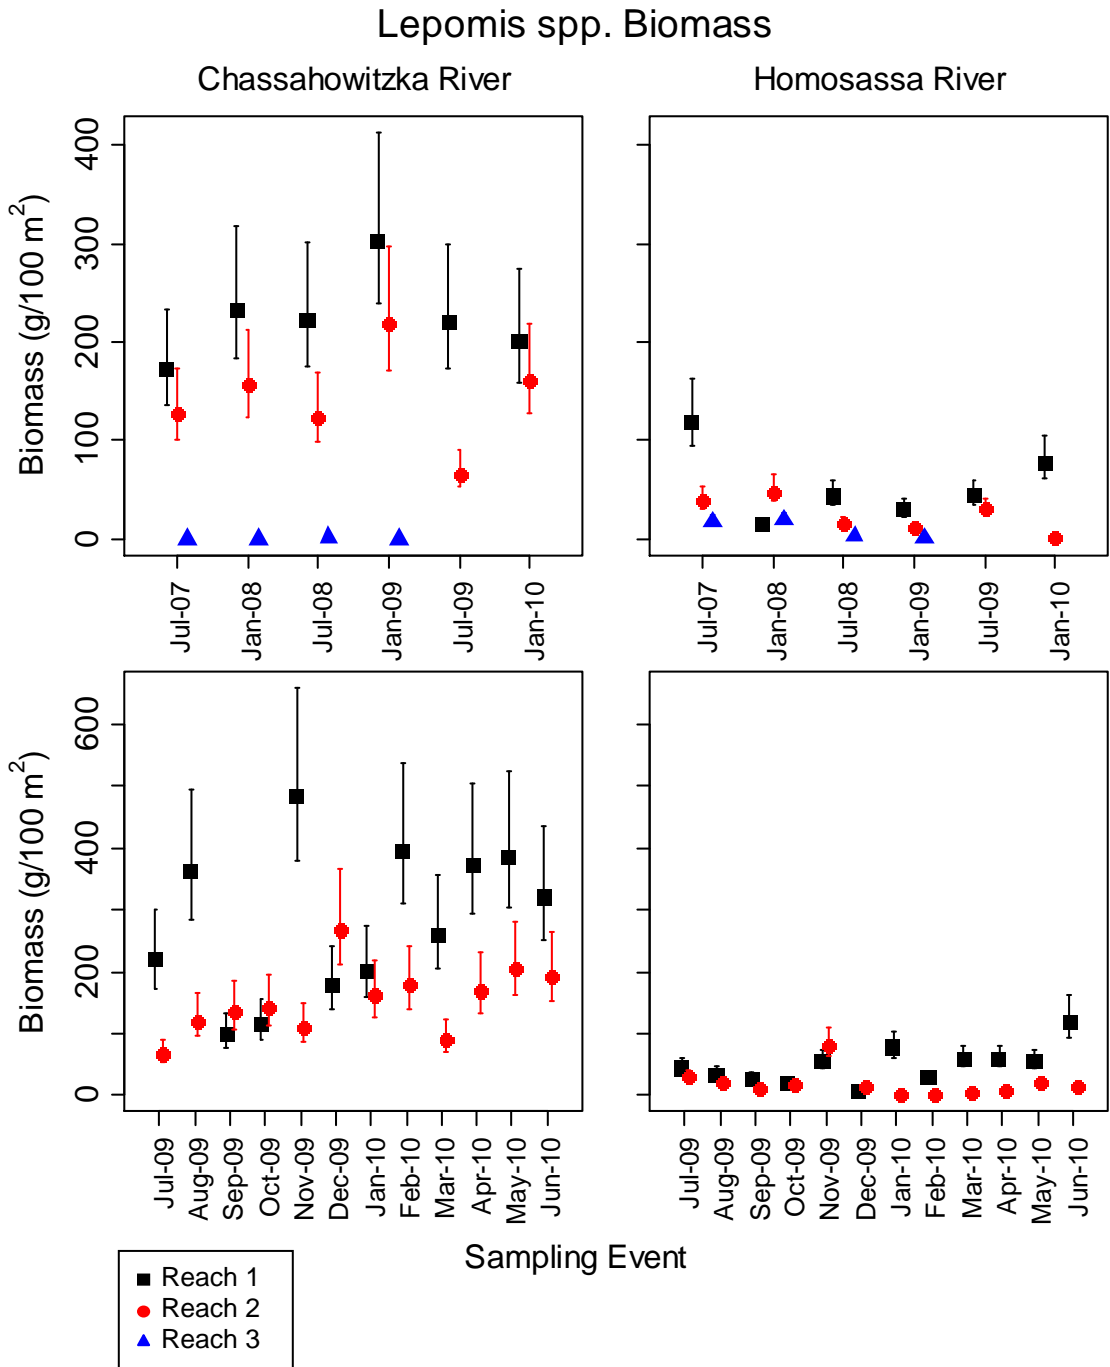 Lepomis spp. Biomass
Chassahowitzka River
Homosassa River
Biomass (g/100 m²)
400
300
200
100
0
Jul-07
Jan-08
Jul-08
Jan-09
Jul-09
Jan-10
Jul-07
Jan-08
Jul-08
Jan-09
Jul-09
Jan-10
Biomass (g/100 m²)
600
400
200
0
Jul-09
Aug-09
Sep-09
Oct-09
Nov-09
Dec-09
Jan-10
Feb-10
Mar-10
Apr-10
May-10
Jun-10
Jul-09
Aug-09
Sep-09
Oct-09
Nov-09
Dec-09
Jan-10
Feb-10
Mar-10
Apr-10
May-10
Jun-10
Sampling Event
Reach 1
Reach 2
Reach 3